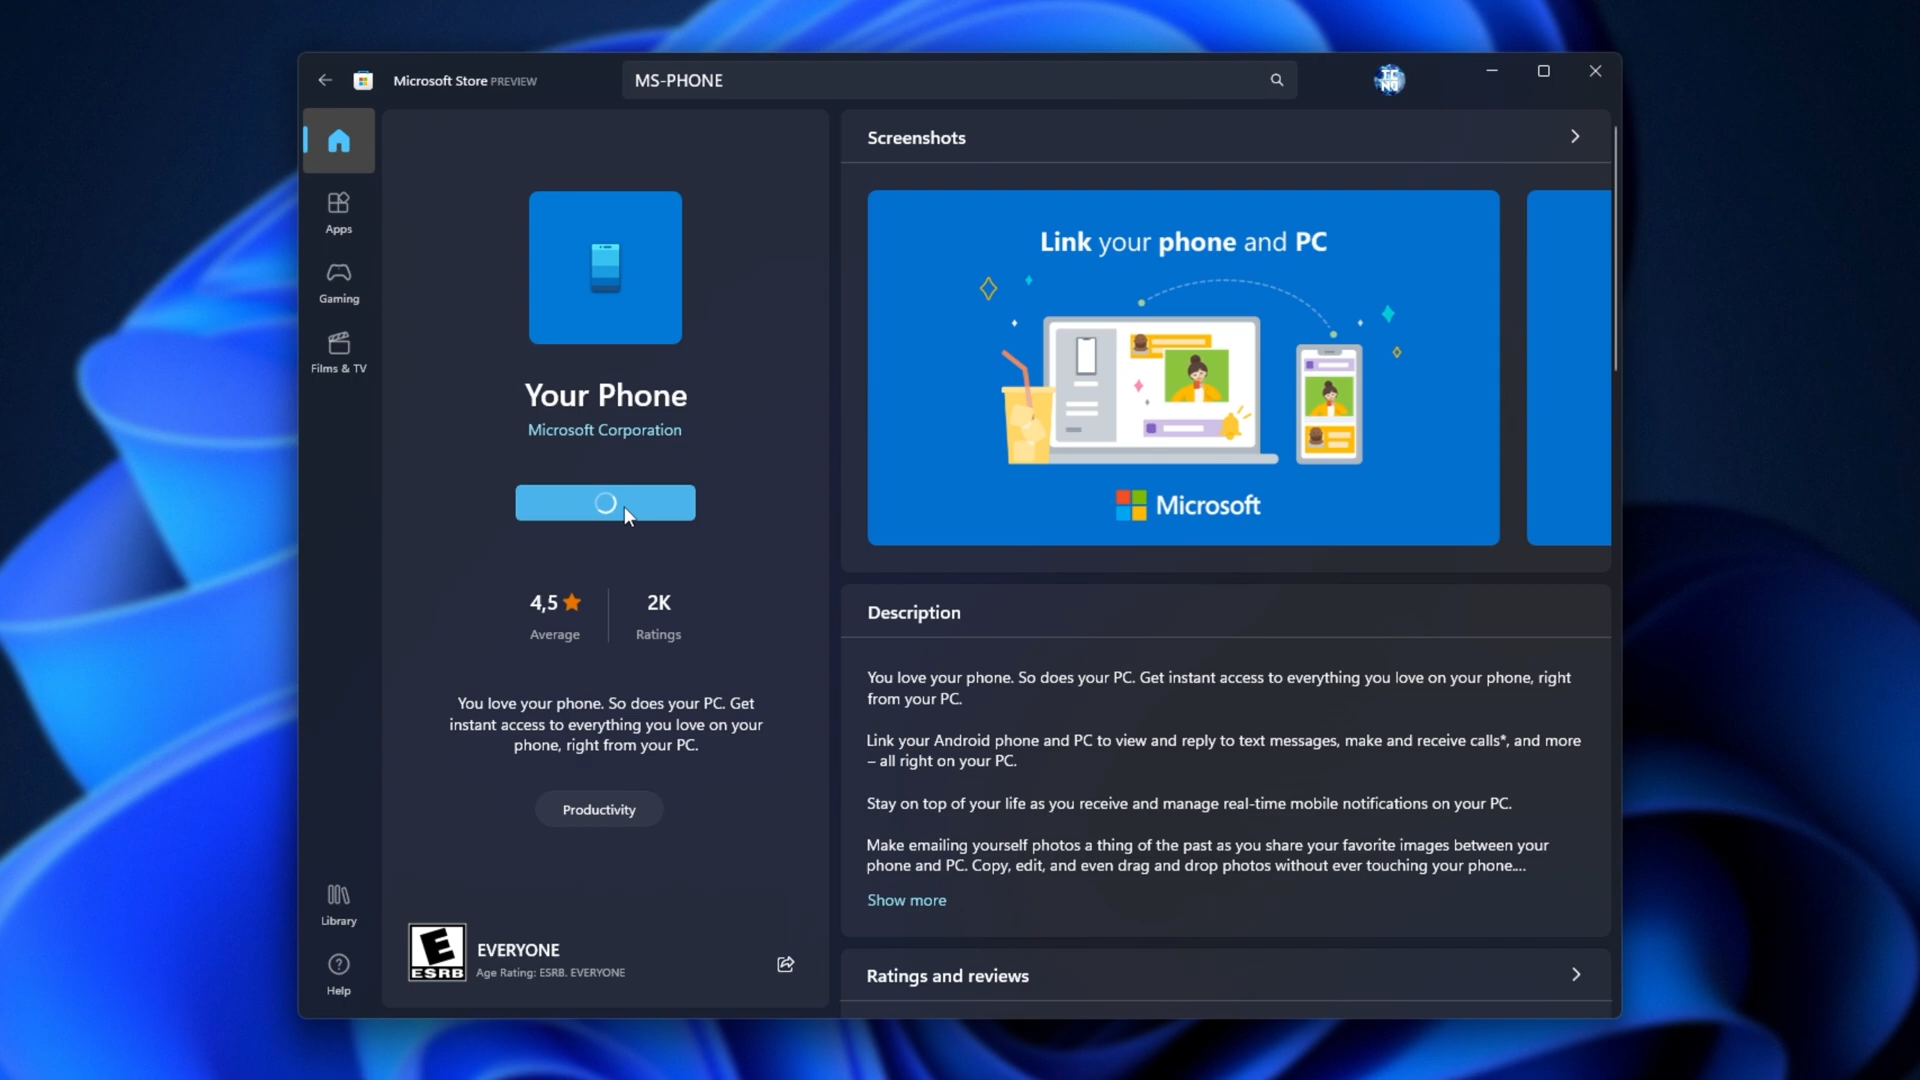 Microsoft Store PREVIEW
MS-PHONE
TC
NO
Apps
Gaming
Films & TV
Library
Help
Your Phone
Microsoft Corporation
4,5
Average
2K
Ratings
You love your phone. So does your PC. Get
instant access to everything you love on your
phone, right from your PC.
Productivity
E
ESRB
EVERYONE
Age Rating: ESRB. EVERYONE
Screenshots
Link your phone and PC
Microsoft
Description
You love your phone. So does your PC. Get instant access to everything you love on your phone, right
from your PC.
Link your Android phone and PC to view and reply to text messages, make and receive calls*, and more
– all right on your PC.
Stay on top of your life as you receive and manage real-time mobile notifications on your PC.
Make emailing yourself photos a thing of the past as you share your favorite images between your
phone and PC. Copy, edit, and even drag and drop photos without ever touching your phone....
Show more
Ratings and reviews